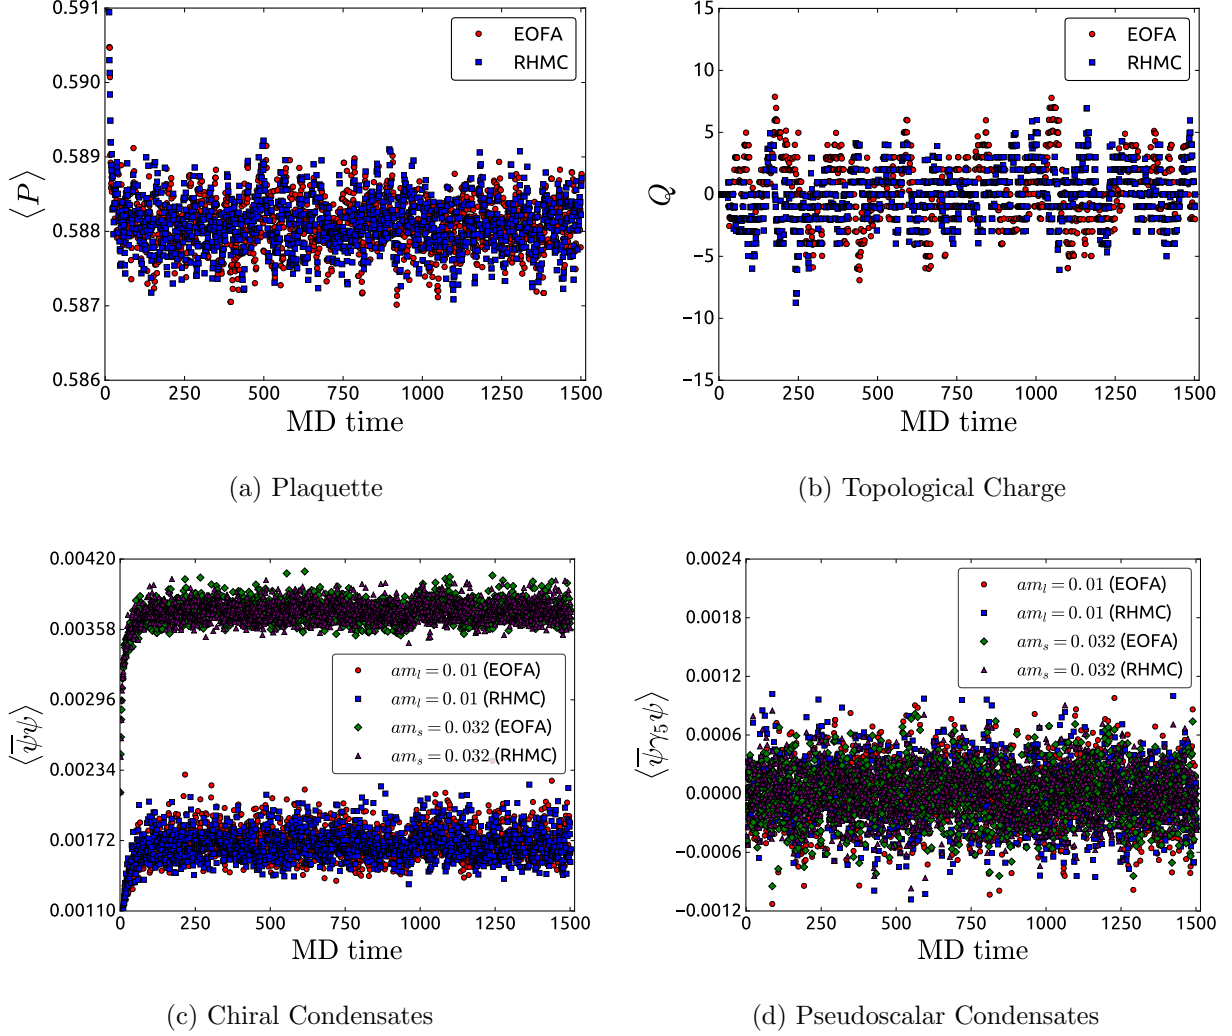 0.591
0.590
0.589
0.588
0.587
0.586
⟨P⟩
EOFA
RHMC
0 250 500 750 1000 1250 1500
MD time
(a) Plaquette
15
10
5
0
−5
−10
−15
Q
EOFA
RHMC
0 250 500 750 1000 1250 1500
MD time
(b) Topological Charge
0.00420
0.00358
0.00296
0.00234
0.00172
0.00110
⟨ψ̅ψ⟩
am_l = 0.01 (EOFA)
am_l = 0.01 (RHMC)
am_s = 0.032 (EOFA)
am_s = 0.032 (RHMC)
0 250 500 750 1000 1250 1500
MD time
(c) Chiral Condensates
0.0024
0.0018
0.0012
0.0006
0.0000
−0.0006
−0.0012
⟨ψ̅γ₅ψ⟩
am_l = 0.01 (EOFA)
am_l = 0.01 (RHMC)
am_s = 0.032 (EOFA)
am_s = 0.032 (RHMC)
0 250 500 750 1000 1250 1500
MD time
(d) Pseudoscalar Condensates